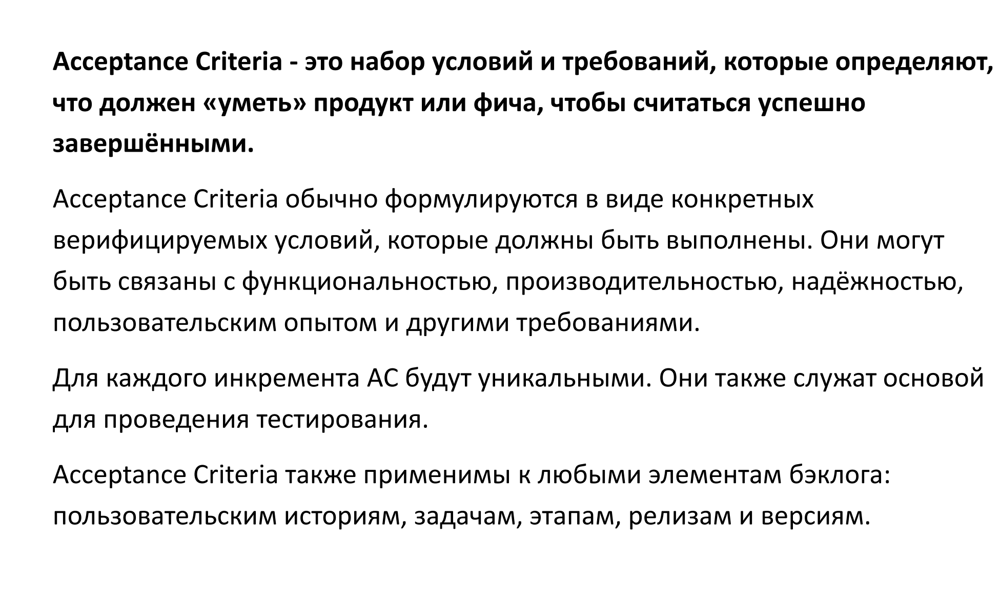 Acceptance Criteria - это набор условий и требований, которые определяют,
что должен «уметь» продукт или фича, чтобы считаться успешно
завершёнными.
Acceptance Criteria обычно формулируются в виде конкретных
верифицируемых условий, которые должны быть выполнены. Они могут
быть связаны с функциональностью, производительностью, надёжностью,
пользовательским опытом и другими требованиями.
Для каждого инкремента АС будут уникальными. Они также служат основой
для проведения тестирования.
Acceptance Criteria также применимы к любыми элементам бэклога:
пользовательским историям, задачам, этапам, релизам и версиям.